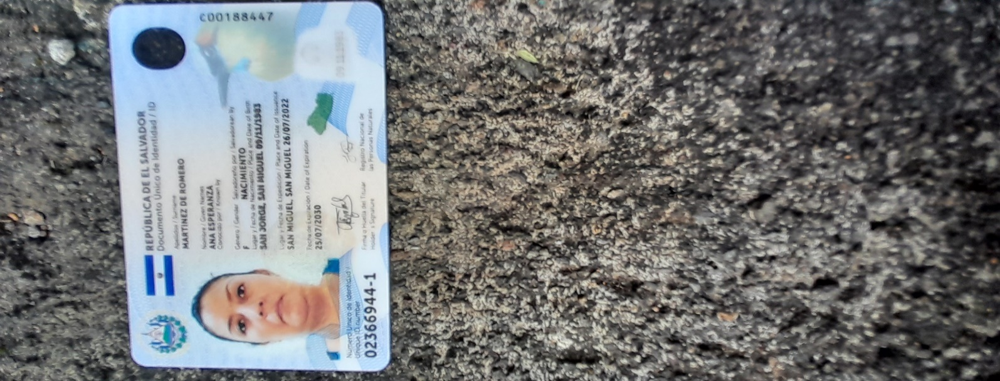 C00188447
REPÚBLICA DE EL SALVADOR
Documento Único de Identidad / ID
Apellidos / Surname
MARTINEZ DE ROMERO
Nombre / Given Names
ANA ESPERANZA
Conocido por / Known by
Género / Gender Salvadoreño por / Salvadorean by
F NACIMIENTO
Lugar y Fecha de Nacimiento / Place and Date of Birth
SAN JORGE, SAN MIGUEL 09/11/1983
Lugar y Fecha de Expedición / Place and Date of Issuance
SAN MIGUEL, SAN MIGUEL 26/07/2022
Fecha de Expiración / Date of Expiration
25/07/2030
Firma o Huella del Titular
Holder's Signature
Registro Nacional de
las Personas Naturales
Número Único de Identidad /
Unique ID number
02366944-1